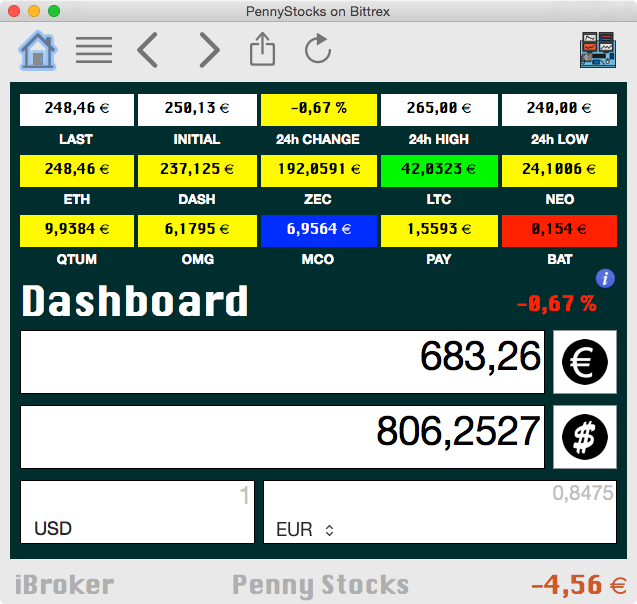 PennyStocks on Bittrex
248,46 € 250,13 € -0,67 % 265,00 € 240,00 €
LAST INITIAL 24h CHANGE 24h HIGH 24h LOW
248,46 € 237,125 € 192,0591 € 42,0323 € 24,1006 €
ETH DASH ZEC LTC NEO
9,9384 € 6,1795 € 6,9564 € 1,5593 € 0,154 €
QTUM OMG MCO PAY BAT
i
Dashboard -0,67 %
683,26 €
806,2527 $
1 0,8475
USD EUR
iBroker Penny Stocks -4,56 €